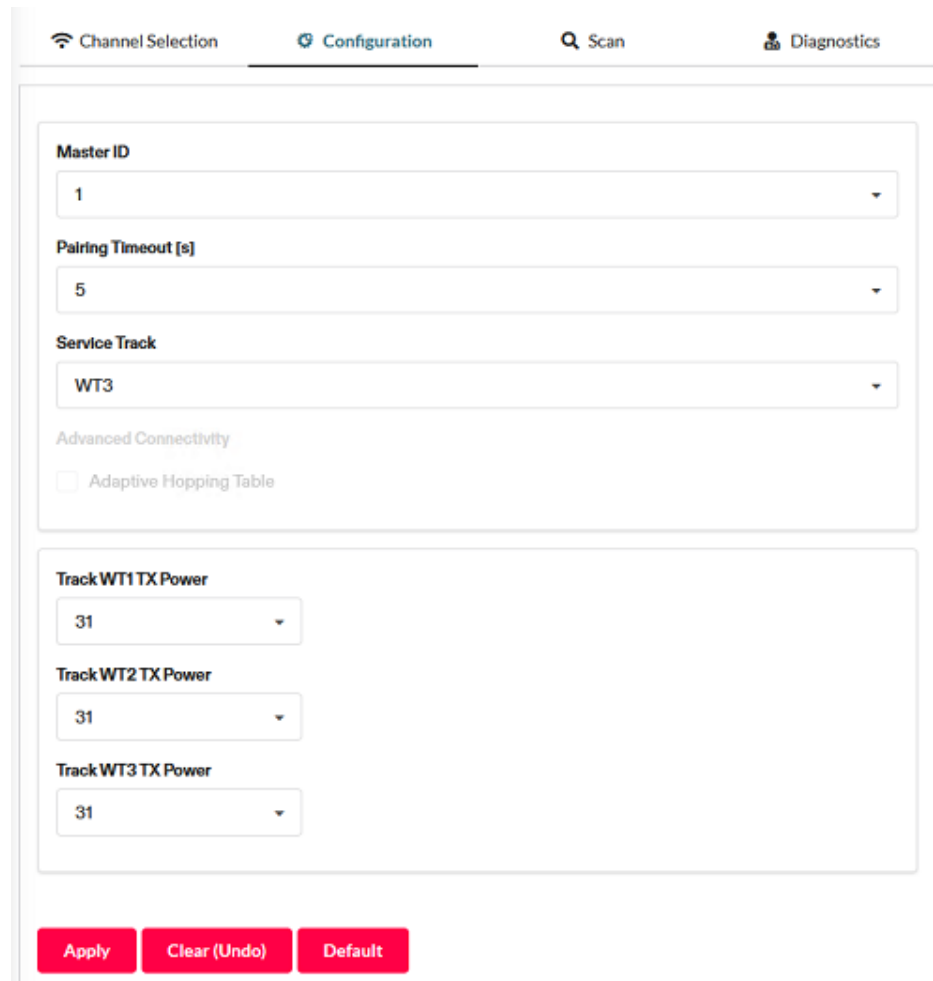 Channel Selection Configuration Scan Diagnostics
Master ID
1
Pairing Timeout [s]
5
Service Track
WT3
Advanced Connectivity
Adaptive Hopping Table
Track WT1 TX Power
31
Track WT2 TX Power
31
Track WT3 TX Power
31
Apply Clear (Undo) Default